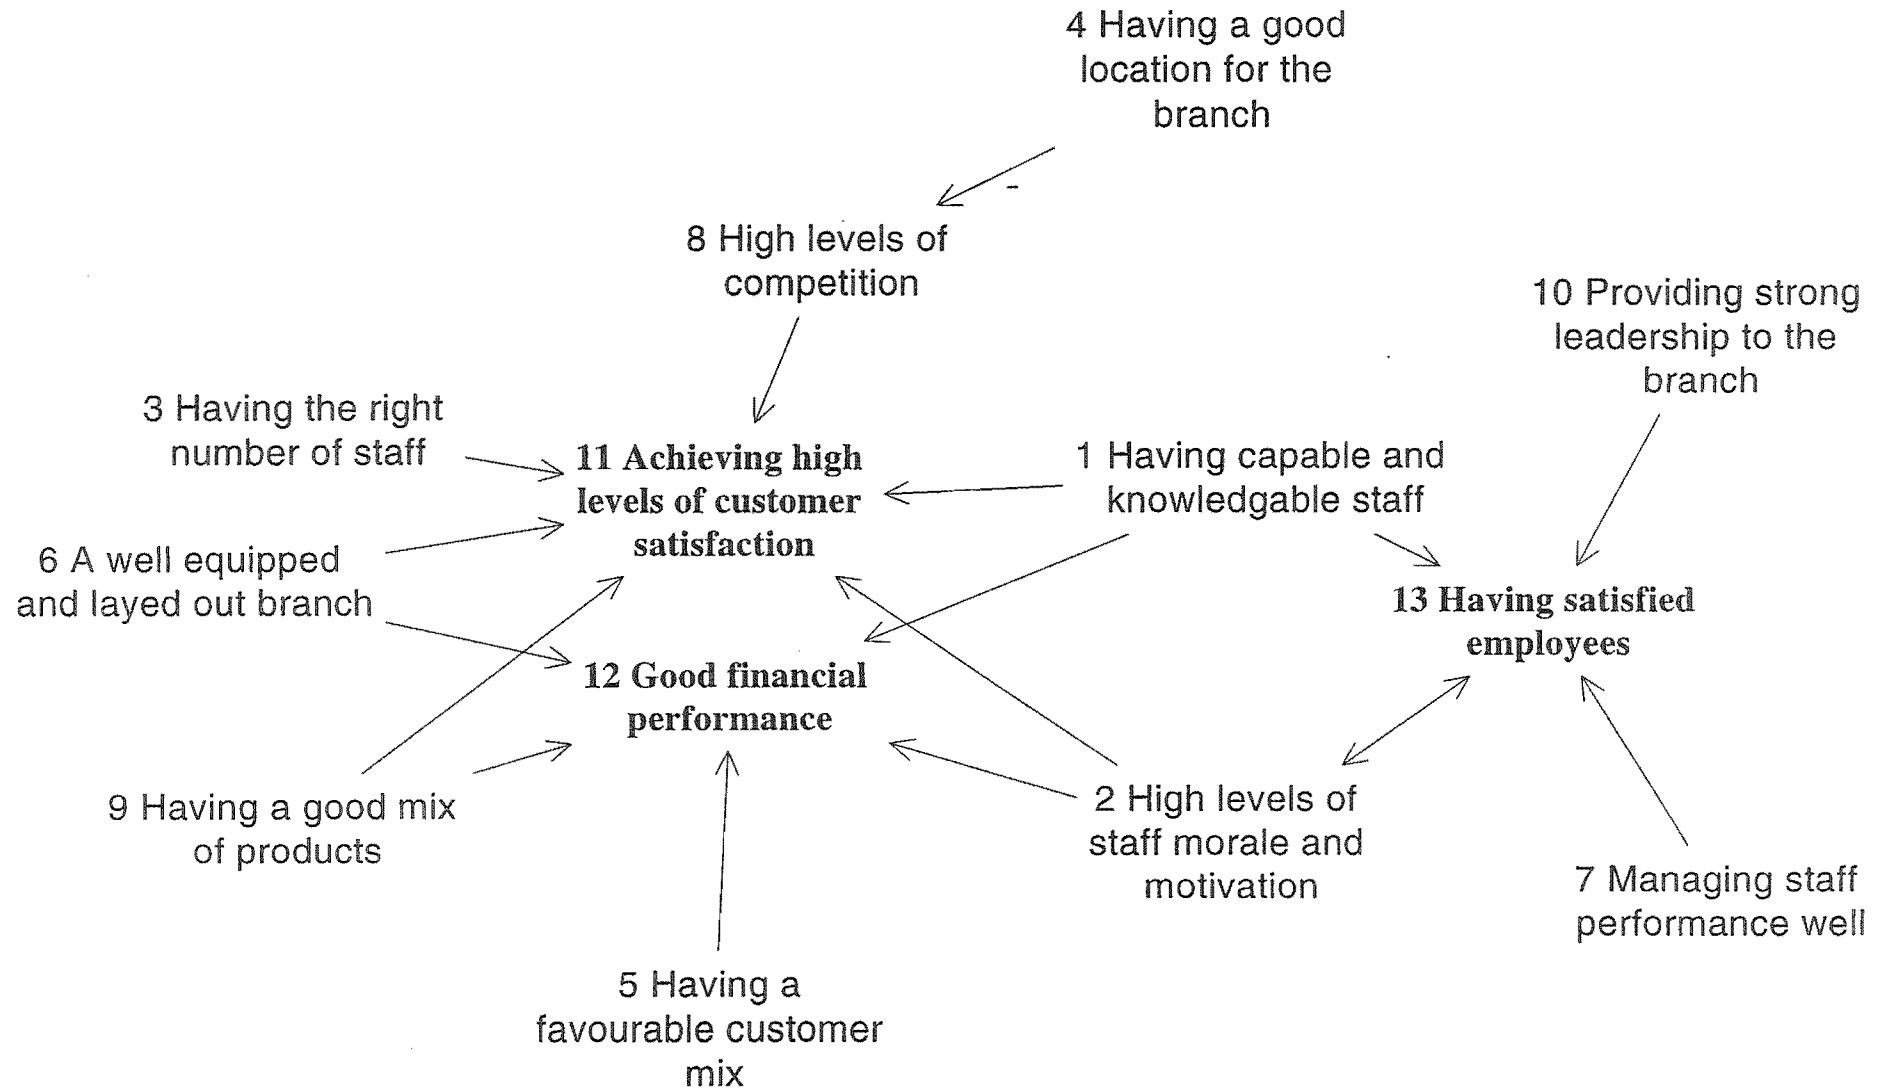 4 Having a good
location for the
branch
-
8 High levels of
competition
10 Providing strong
leadership to the
branch
3 Having the right
number of staff
11 Achieving high
levels of customer
satisfaction
1 Having capable and
knowledgable staff
6 A well equipped
and layed out branch
13 Having satisfied
employees
12 Good financial
performance
9 Having a good mix
of products
2 High levels of
staff morale and
motivation
7 Managing staff
performance well
5 Having a
favourable customer
mix